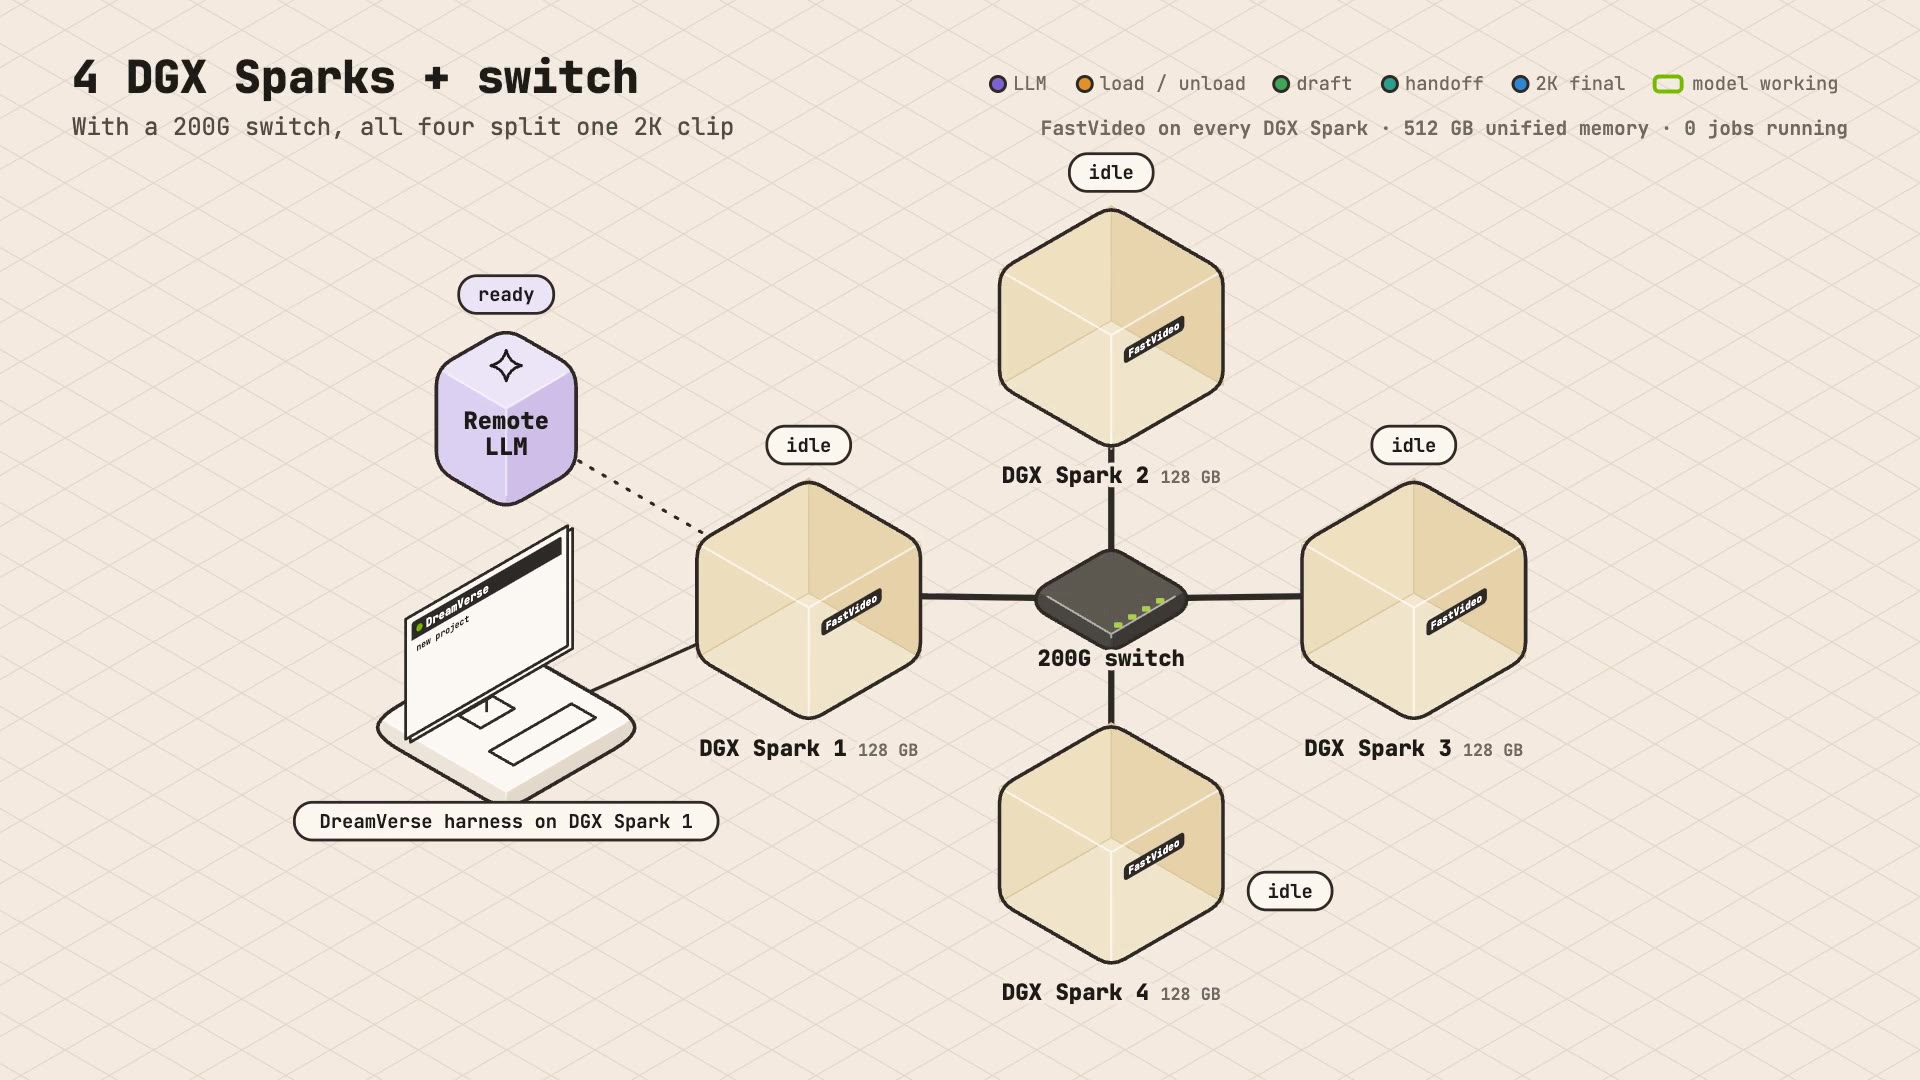 4 DGX Sparks + switch
With a 200G switch, all four split one 2K clip
LLM load / unload draft handoff 2K final model working
FastVideo on every DGX Spark · 512 GB unified memory · 0 jobs running
idle
FastVideo
DGX Spark 2 128 GB
ready
Remote
LLM
idle
FastVideo
DGX Spark 1 128 GB
idle
FastVideo
DGX Spark 3 128 GB
200G switch
DreamVerse
new project
DreamVerse harness on DGX Spark 1
FastVideo
idle
DGX Spark 4 128 GB